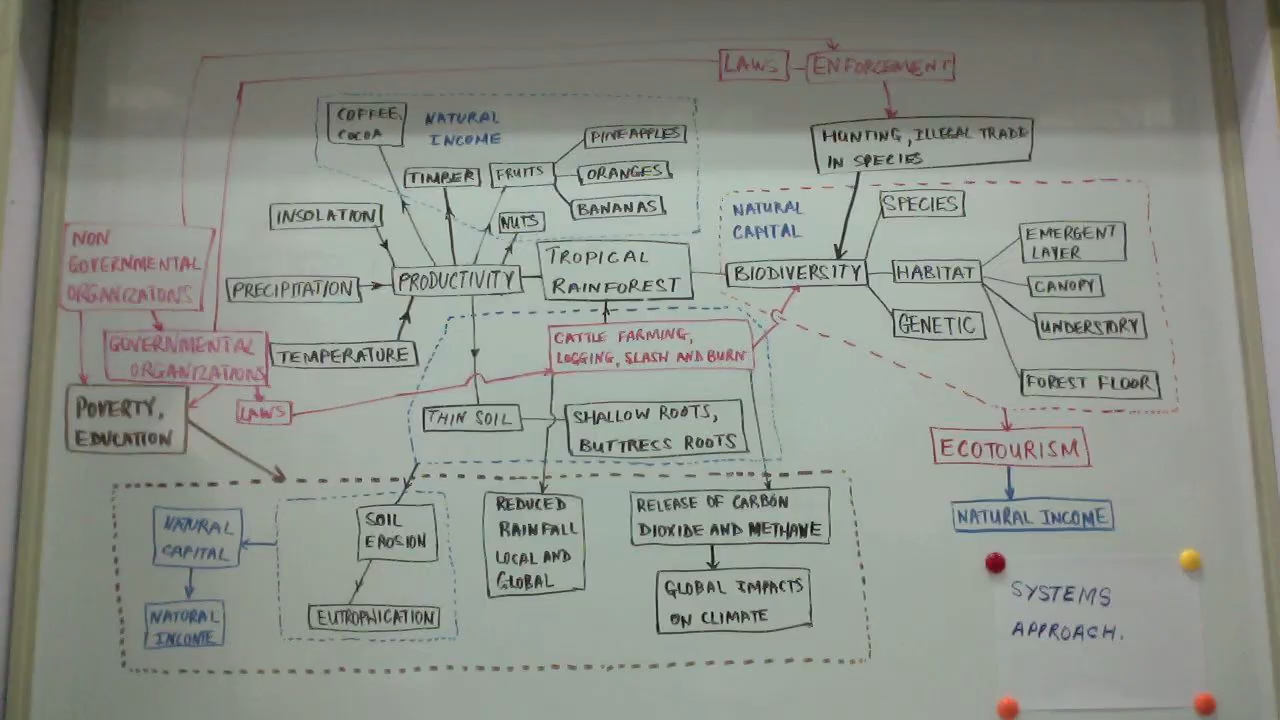 LAWS
ENFORCEMENT
COFFEE,
COCOA
NATURAL
INCOME
PINEAPPLES
HUNTING, ILLEGAL TRADE
IN SPECIES
TIMBER
FRUITS
ORANGES
BANANAS
INSOLATION
NUTS
NATURAL
CAPITAL
SPECIES
NON
GOVERNMENTAL
ORGANIZATIONS
PRECIPITATION
PRODUCTIVITY
TROPICAL
RAINFOREST
BIODIVERSITY
HABITAT
EMERGENT
LAYER
CANOPY
GENETIC
UNDERSTORY
FOREST FLOOR
GOVERNMENTAL
ORGANIZATIONS
TEMPERATURE
CATTLE FARMING,
LOGGING, SLASH AND BURN
POVERTY,
EDUCATION
LAWS
THIN SOIL
SHALLOW ROOTS,
BUTTRESS ROOTS
ECOTOURISM
NATURAL INCOME
NATURAL
CAPITAL
SOIL
EROSION
REDUCED
RAINFALL
LOCAL AND
GLOBAL
RELEASE OF CARBON
DIOXIDE AND METHANE
GLOBAL IMPACTS
ON CLIMATE
NATURAL
INCOME
EUTROPHICATION
SYSTEMS
APPROACH.